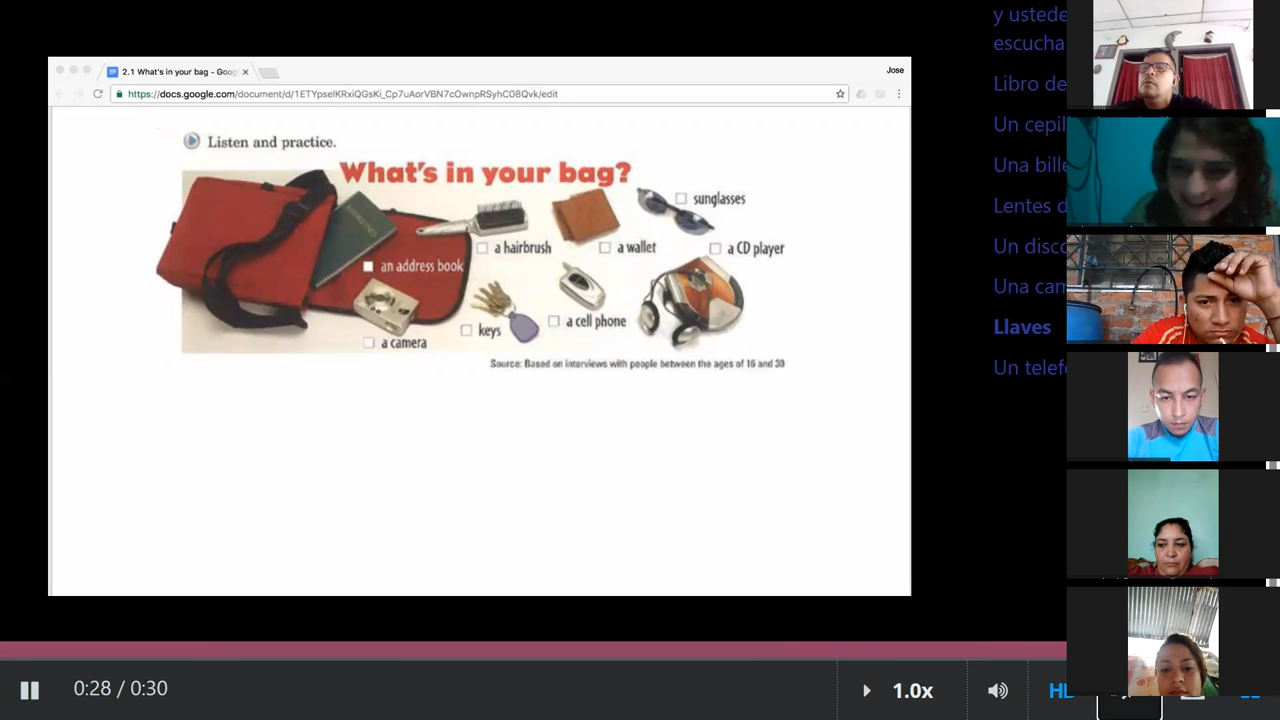 2.1 What's in your bag - Goog
Jose
https://docs.google.com/document/d/1ETYpselKRxiQGsKi_Cp7uAorVBN7cOwnpRSyhC08Qvk/edit
Listen and practice.
What's in your bag?
sunglasses
a hairbrush
a wallet
a CD player
an address book
keys
a cell phone
a camera
Source: Based on interviews with people between the ages of 16 and 30
y ustede
escucha
Libro de
Un cepil
Una bille
Lentes d
Un disco
Una cam
Llaves
Un telef
0:28 / 0:30
1.0x
HD